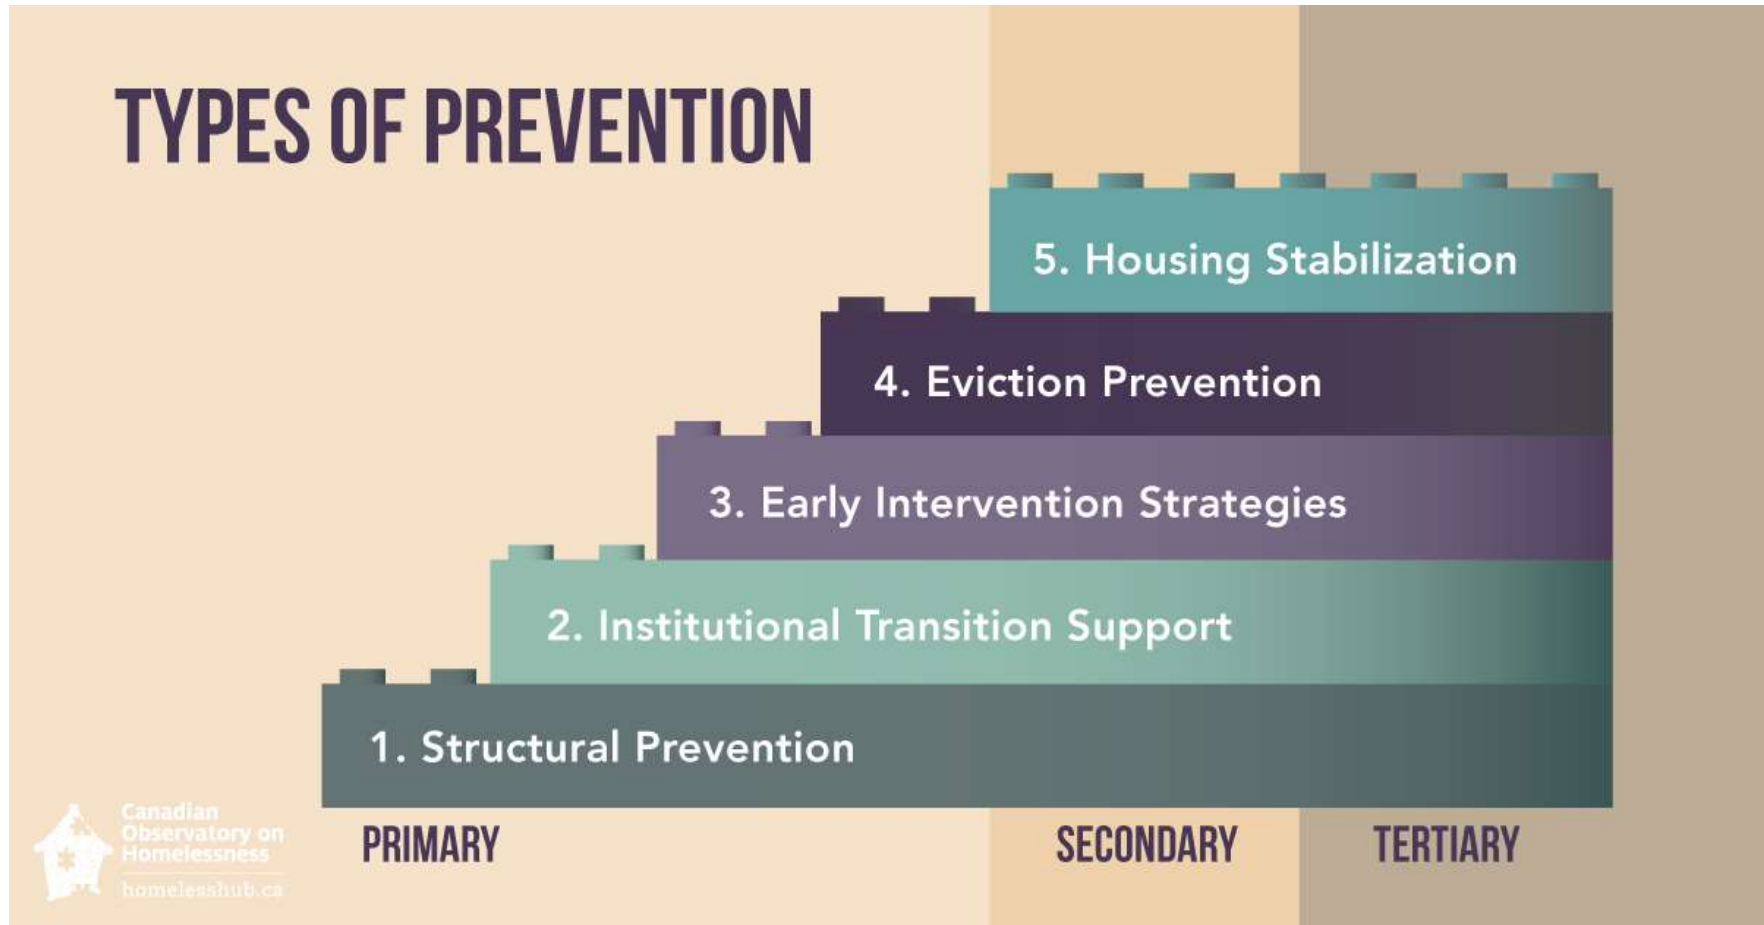 TYPES OF PREVENTION
5. Housing Stabilization
4. Eviction Prevention
3. Early Intervention Strategies
2. Institutional Transition Support
1. Structural Prevention
PRIMARY
SECONDARY
TERTIARY
Canadian
Observatory on
Homelessness
homelesshub.ca